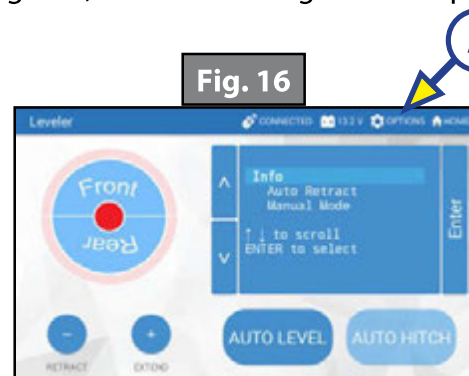 Fig. 16
Leveler
CONNECTED 13.2 V OPTIONS HOME
Front
Rear
Info
Auto Retract
Manual Mode
↑ ↓ to scroll
ENTER to select
Enter
RETRACT
EXTEND
AUTO LEVEL
AUTO HITCH